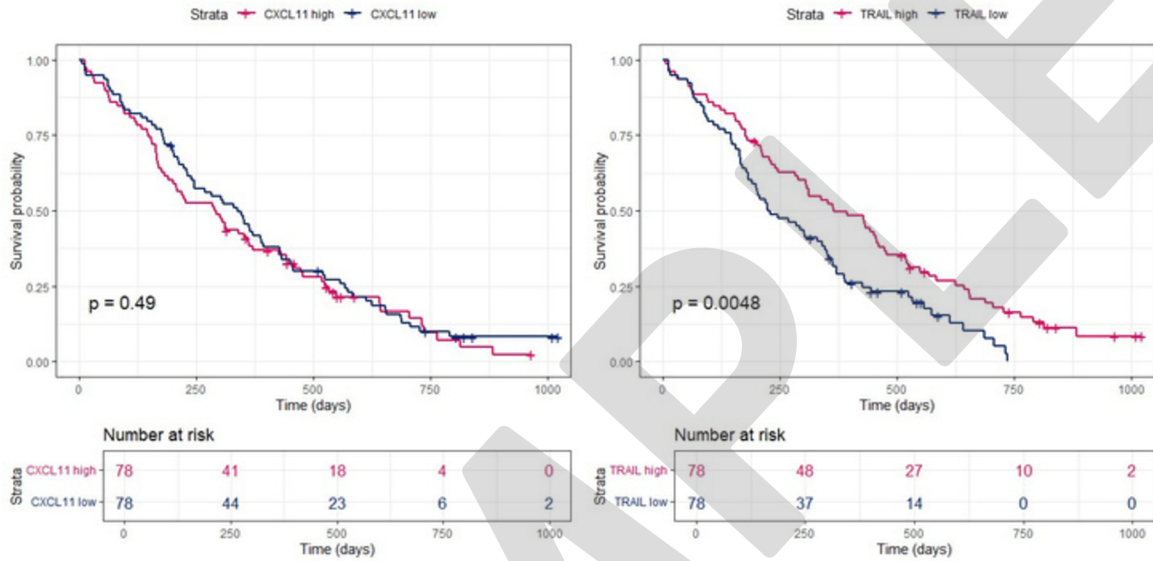 Strata CXCL11 high CXCL11 low
1.00
0.75
0.50
0.25
0.00
Survival probability
p = 0.49
0 250 500 750 1000
Time (days)
Number at risk
Strata
CXCL11 high 78 41 18 4 0
CXCL11 low 78 44 23 6 2
0 250 500 750 1000
Time (days)
Strata TRAIL high TRAIL low
1.00
0.75
0.50
0.25
0.00
Survival probability
p = 0.0048
0 250 500 750 1000
Time (days)
Number at risk
Strata
TRAIL high 78 48 27 10 2
TRAIL low 78 37 14 0 0
0 250 500 750 1000
Time (days)